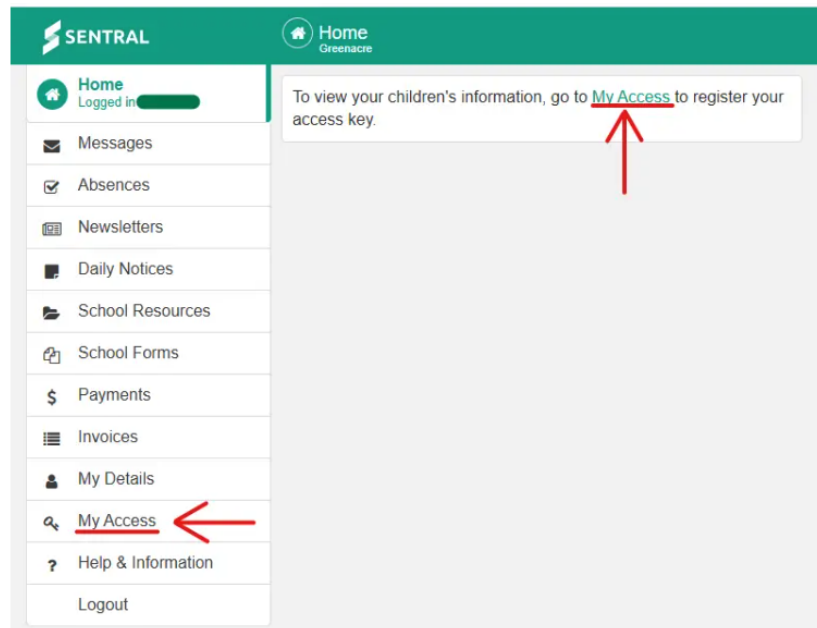 SENTRAL
Home
Greenacre
Home
Logged in
To view your children's information, go to My Access to register your
access key.
Messages
Absences
Newsletters
Daily Notices
School Resources
School Forms
$ Payments
Invoices
My Details
My Access
? Help & Information
Logout